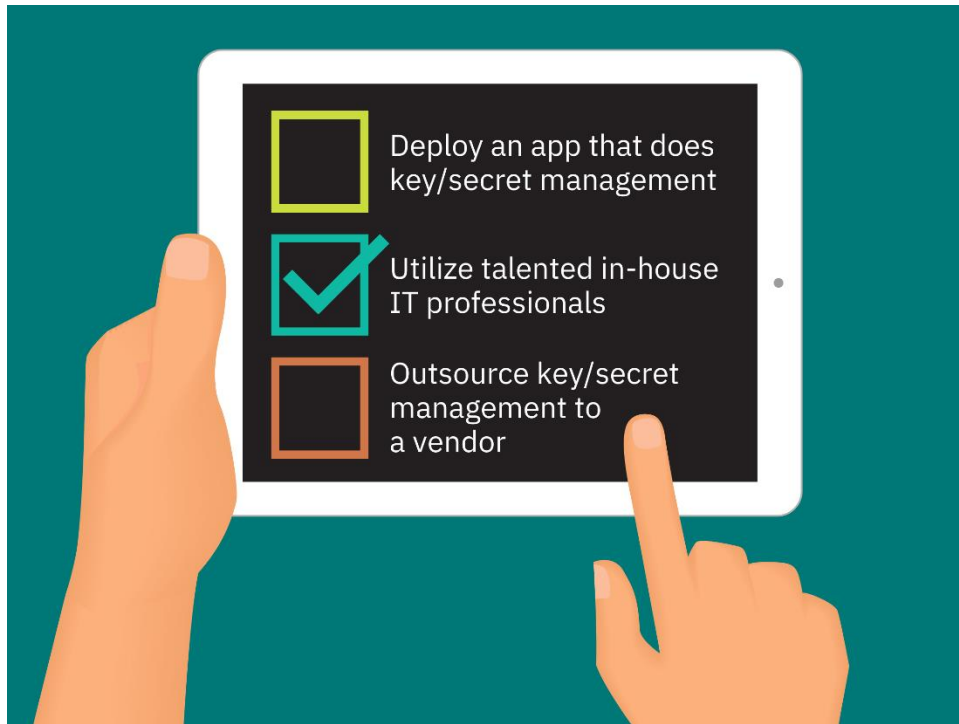 Deploy an app that does
key/secret management
Utilize talented in-house
IT professionals
Outsource key/secret
management to
a vendor